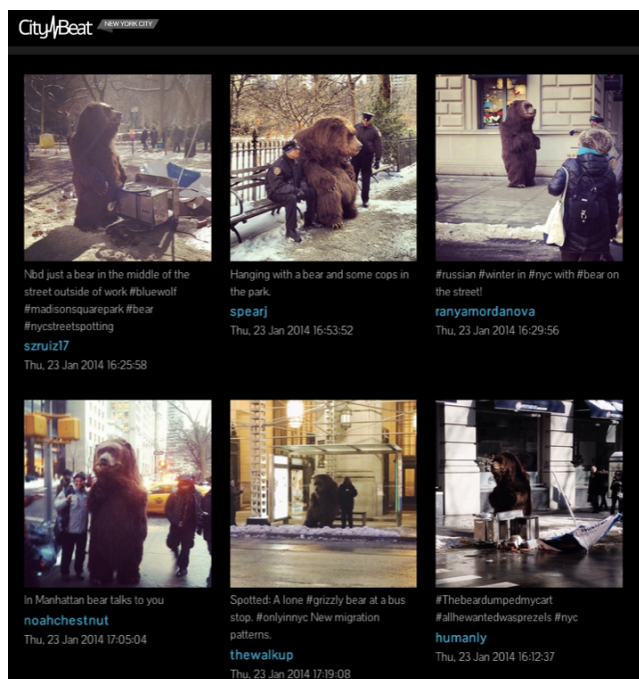 City Beat NEW YORK CITY
Nbd just a bear in the middle of the
street outside of work #bluewolf
#madisonsquarepark #bear
#nycstreetspotting
szruiz17
Thu, 23 Jan 2014 16:25:58
Hanging with a bear and some cops in
the park.
spearj
Thu, 23 Jan 2014 16:53:52
#russian #winter in #nyc with #bear on
the street!
ranyamordanova
Thu, 23 Jan 2014 16:29:56
In Manhattan bear talks to you
noahchestnut
Thu, 23 Jan 2014 17:05:04
Spotted: A lone #grizzly bear at a bus
stop. #onlyinnyc New migration
patterns.
thewalkup
Thu, 23 Jan 2014 17:19:08
#Thebeardumpedmycart
#allhewantedwasprezels #nyc
humanly
Thu, 23 Jan 2014 16:12:37